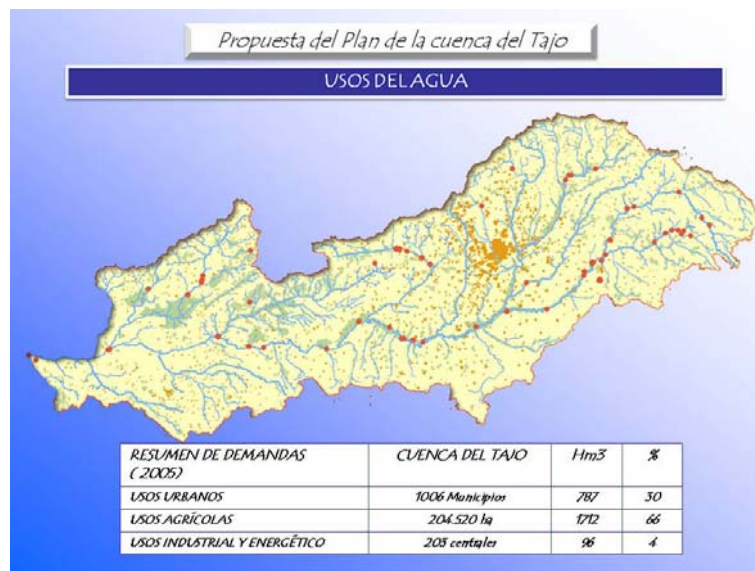 Propuesta del Plan de la cuenca del Tajo
USOS DEL AGUA
RESUMEN DE DEMANDAS (2005) CUENCA DEL TAJO Hm3 %
USOS URBANOS 1006 Municipios 787 30
USOS AGRÍCOLAS 204.520 ha 1712 66
USOS INDUSTRIAL Y ENERGÉTICO 203 centrales 96 4